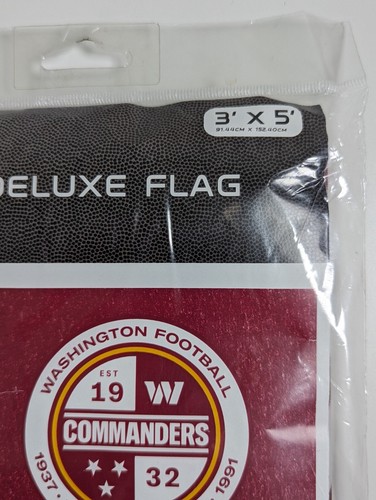 3' X 5'
91.44CM X 152.40CM
DELUXE FLAG
WASHINGTON FOOTBALL
EST
19 W
COMMANDERS
32
1937 • 1991